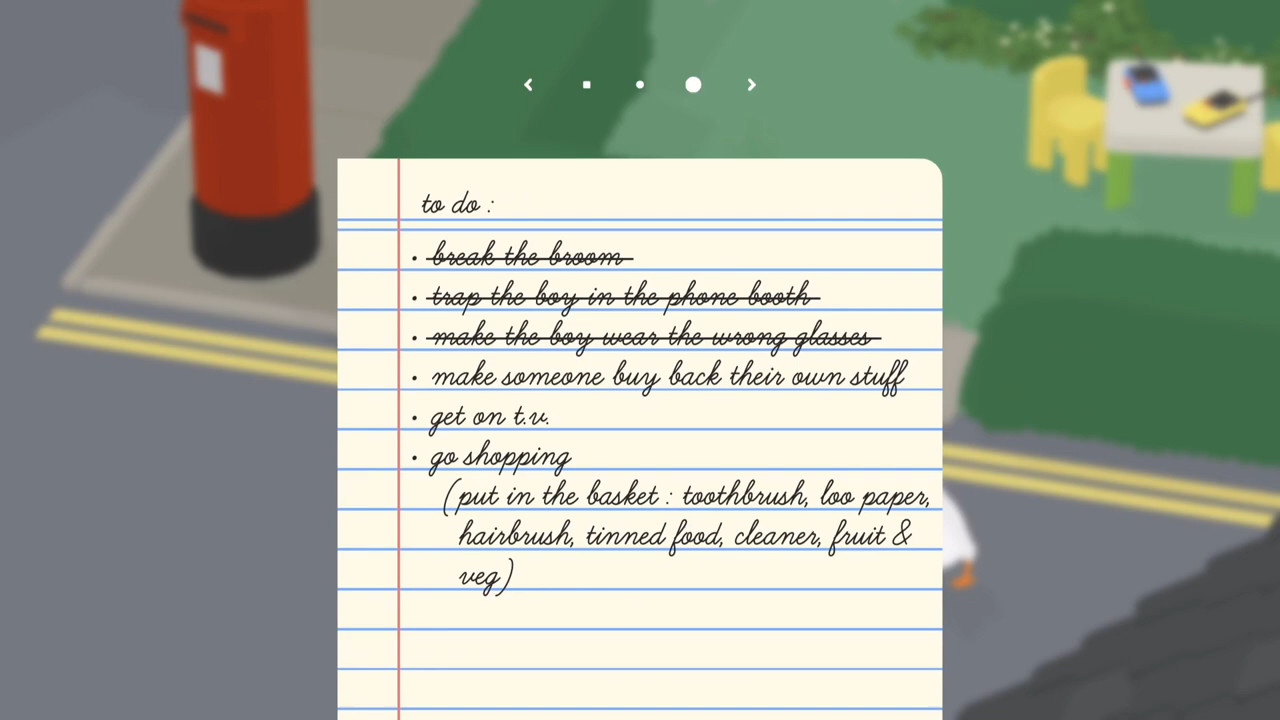 to do :
• break the broom
• trap the boy in the phone booth
• make the boy wear the wrong glasses
• make someone buy back their own stuff
• get on t.v.
• go shopping
(put in the basket : toothbrush, loo paper,
hairbrush, tinned food, cleaner, fruit &
veg)